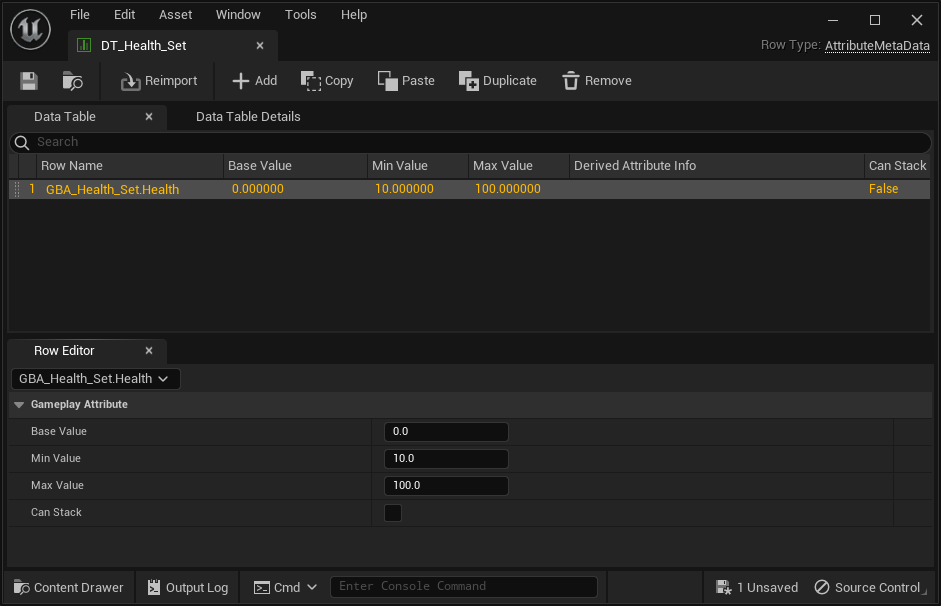 File Edit Asset Window Tools Help
DT_Health_Set
Row Type: AttributeMetaData
Reimport Add Copy Paste Duplicate Remove
Data Table Data Table Details
Search
Row Name Base Value Min Value Max Value Derived Attribute Info Can Stack
1 GBA_Health_Set.Health 0.000000 10.000000 100.000000 False
Row Editor
GBA_Health_Set.Health
Gameplay Attribute
Base Value 0.0
Min Value 10.0
Max Value 100.0
Can Stack
Content Drawer Output Log Cmd Enter Console Command 1 Unsaved Source Control